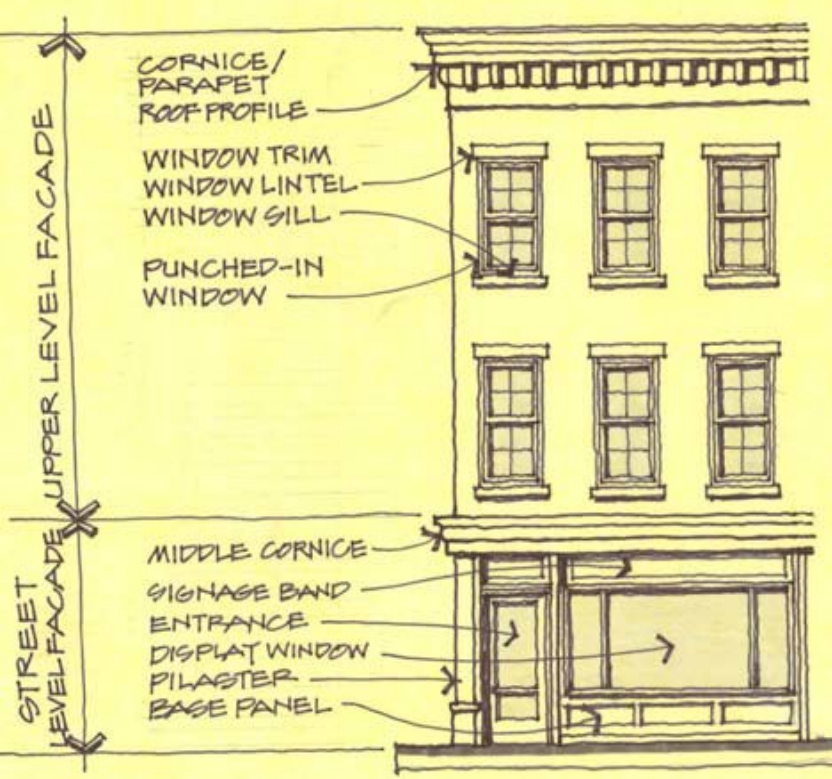 CORNICE/
PARAPET
ROOF PROFILE
WINDOW TRIM
WINDOW LINTEL
WINDOW SILL
PUNCHED-IN
WINDOW
UPPER LEVEL FACADE
MIDDLE CORNICE
SIGNAGE BAND
ENTRANCE
DISPLAY WINDOW
PILASTER
BASE PANEL
STREET
LEVEL FACADE